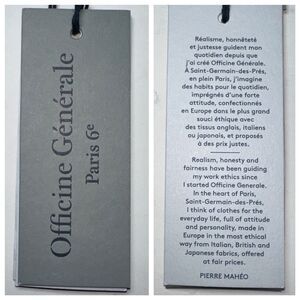 Officine Générale
Paris 6e
Réalisme, honnêteté
et justesse guident mon
quotidien depuis que
j'ai créé Officine Générale.
À Saint-Germain-des-Prés,
en plein Paris, j'imagine
des habits pour le quotidien,
imprégnés d'une forte
attitude, confectionnés
en Europe dans le plus grand
souci éthique avec
des tissus anglais, italiens
ou japonais, et proposés
à des prix justes.
Realism, honesty and
fairness have been guiding
my work ethics since
I started Officine Generale.
In the heart of Paris,
Saint-Germain-des-Prés,
I think of clothes for the
everyday life, full of attitude
and personality, made in
Europe in the most ethical
way from Italian, British and
Japanese fabrics, offered
at fair prices.
PIERRE MAHÉO